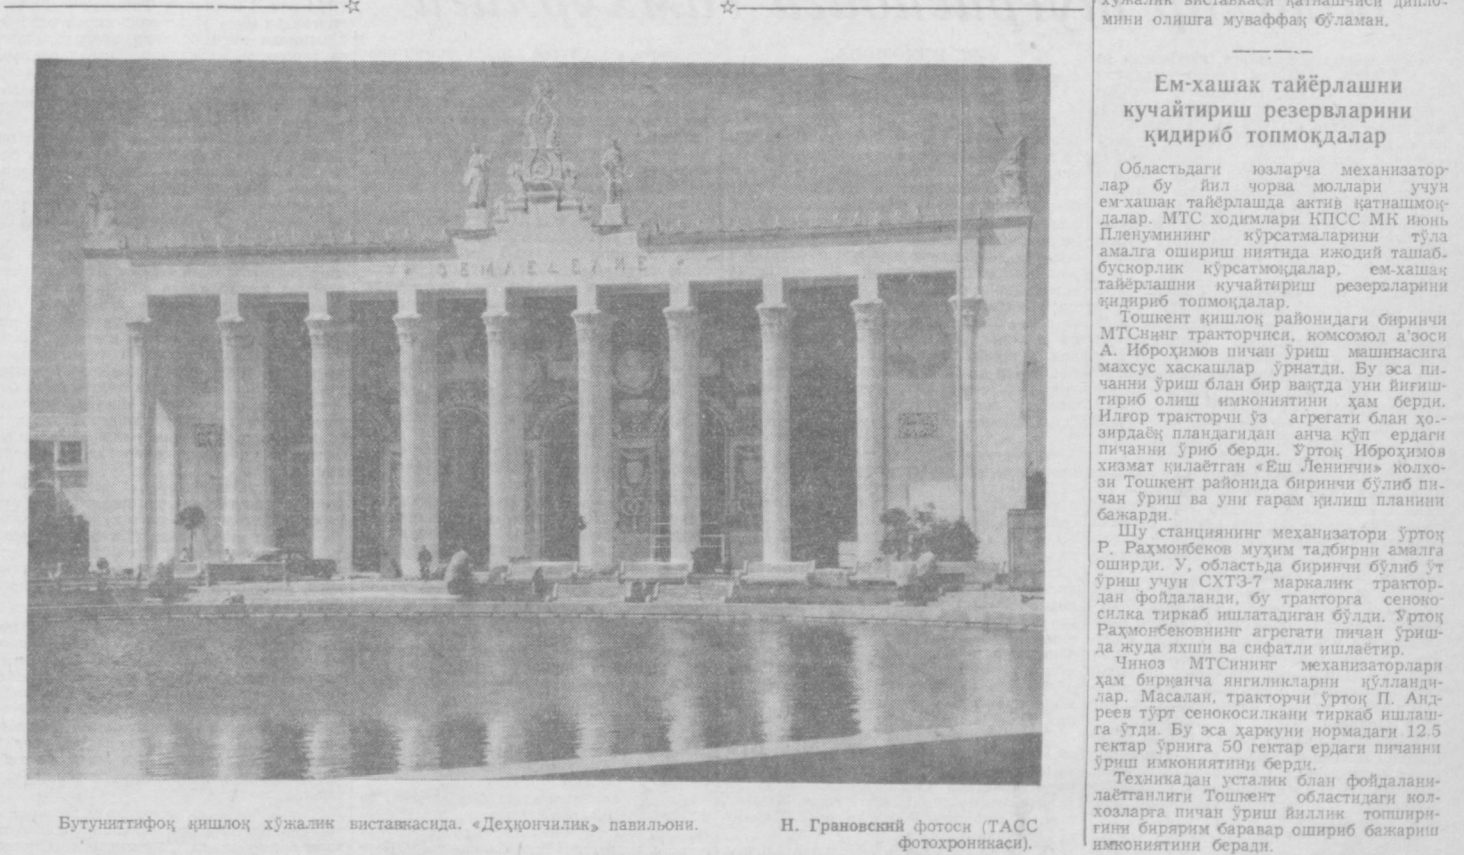 Бутуниттифоқ қишлоқ хўжалик виставкасида. «Деҳқончилик» павильони.
Н. Грановский фотоси (ТАСС
фотохроникаси).
хўжалик виставкаси қатнашчиси дипло-
мини олишга муваффақ бўламан.
Ем-хашак тайёрлашни
кучайтириш резервларини
қидириб топмоқдалар
Областьдаги юзларча механизатор-
лар бу йил чорва моллари учун
ем-хашак тайёрлашда актив қатнашмоқ-
далар. МТС ходимлари КПСС МК июнь
Пленумининг кўрсатмаларини тўла
амалга ошириш ниятида ижодий ташаб-
бускорлик кўрсатмоқдалар, ем-хашак
тайёрлашни кучайтириш резервларини
қидириб топмоқдалар.
Тошкент қишлоқ районидаги биринчи
МТСнинг тракторчиси, комсомол а'зоси
А. Иброҳимов пичан ўриш машинасига
махсус хаскашлар ўрнатди. Бу эса пи-
чанни ўриш блан бир вақтда уни йиғиш-
тириб олиш имкониятини ҳам берди.
Илғор тракторчи ўз агрегати блан ҳо-
зирдаёқ пландагидан анча кўп ердаги
пичанни ўриб берди. Ўртоқ Иброҳимов
хизмат қилаётган «Ёш Ленинчи» колхо-
зи Тошкент районида биринчи бўлиб пи-
чан ўриш ва уни ғарам қилиш планини
бажарди.
Шу станциянинг механизатори ўртоқ
Р. Раҳмонбеков муҳим тадбирни амалга
оширди. У, областьда биринчи бўлиб ўт
ўриш учун СХТЗ-7 маркалик трактор-
дан фойдаланди, бу тракторга сеноко-
силка тиркаб ишлатадиган бўлди. Ўртоқ
Раҳмонбековнинг агрегати пичан ўриш-
да жуда яхши ва сифатли ишлаётир.
Чиноз МТСининг механизаторлари
ҳам бирқанча янгиликларни қўлланди-
лар. Масалан, тракторчи ўртоқ П. Анд-
реев тўрт сенокосилкани тиркаб ишлаш-
га ўтди. Бу эса ҳаркуни нормадаги 12.5
гектар ўрнига 50 гектар ердаги пичанни
ўриш имкониятини берди.
Техникадан усталик блан фойдалани-
лаётганлиги Тошкент областидаги кол-
хозларга пичан ўриш йиллик топшири-
ғини бирярим баравар ошириб бажариш
имкониятини беради.